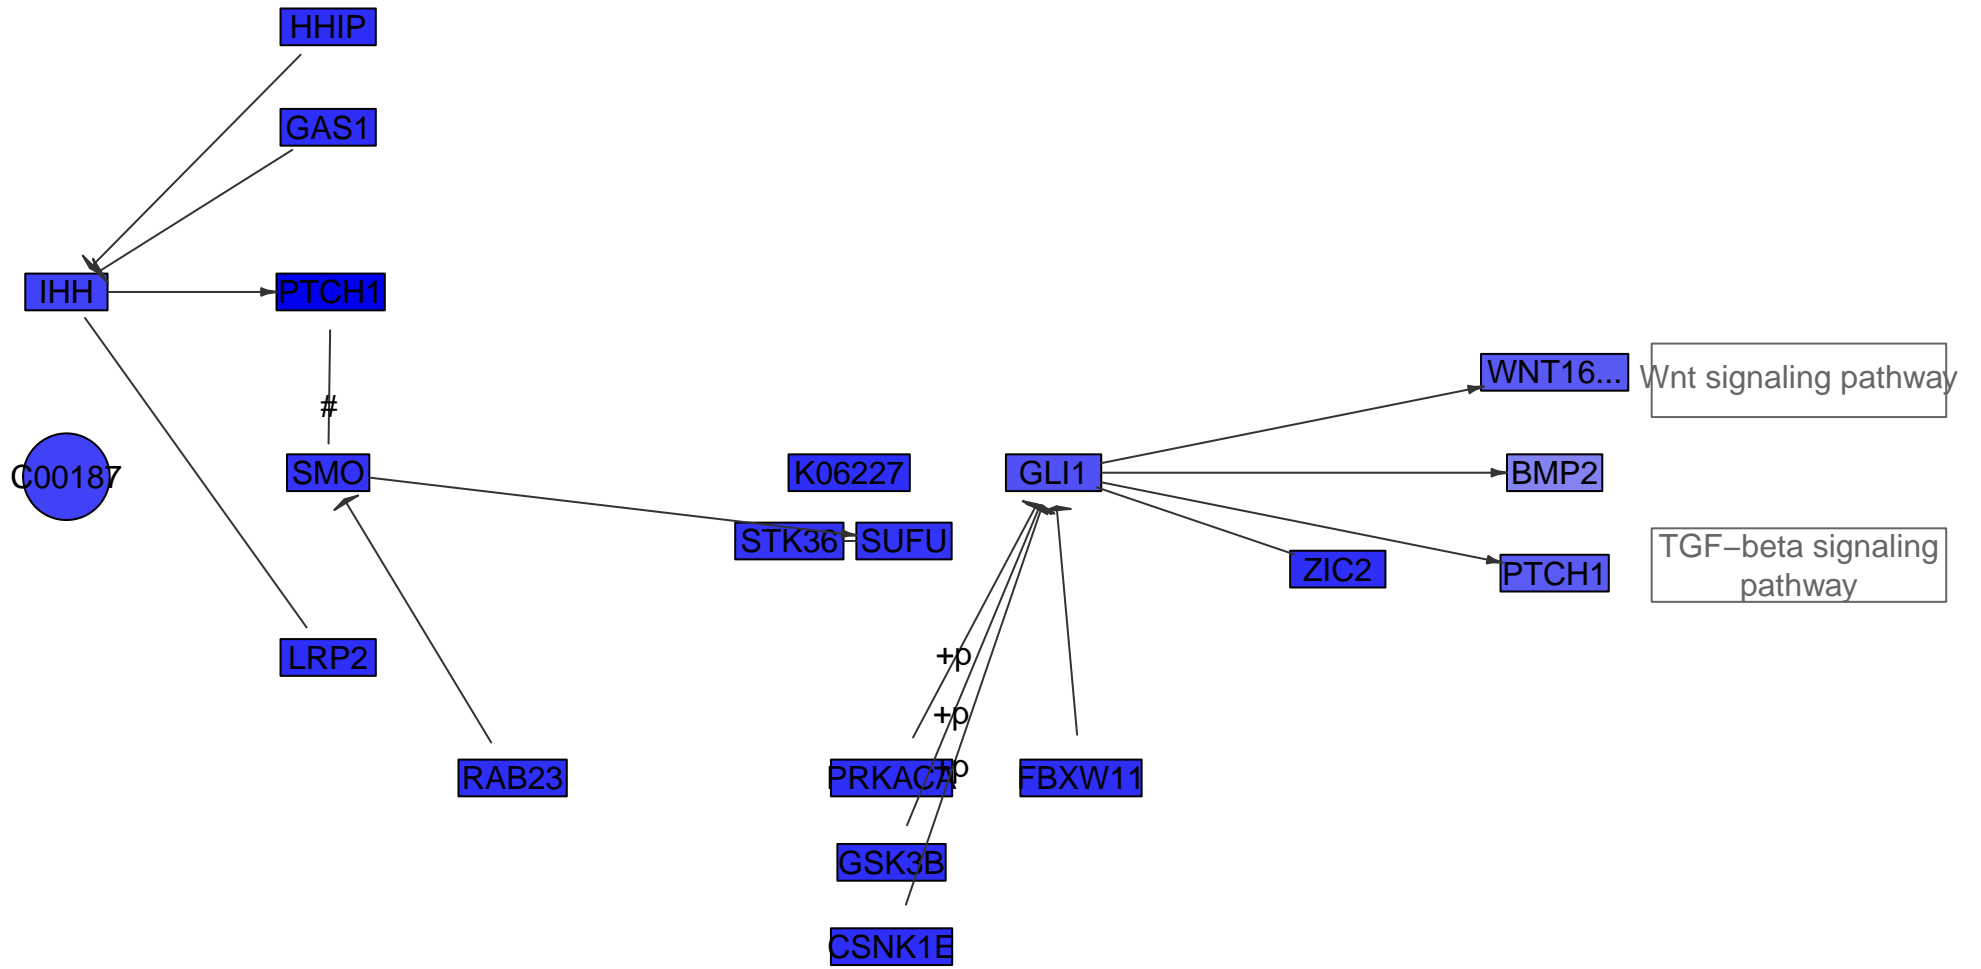 HHIP
GAS1
IHH
PTCH1
WNT16...
Wnt signaling pathway
#
C00187
SMO
K06227
GLI1
BMP2
STK36
SUFU
ZIC2
PTCH1
TGF−beta signaling
pathway
LRP2
+p
+p
+p
RAB23
PRKACA
FBXW11
GSK3B
CSNK1E